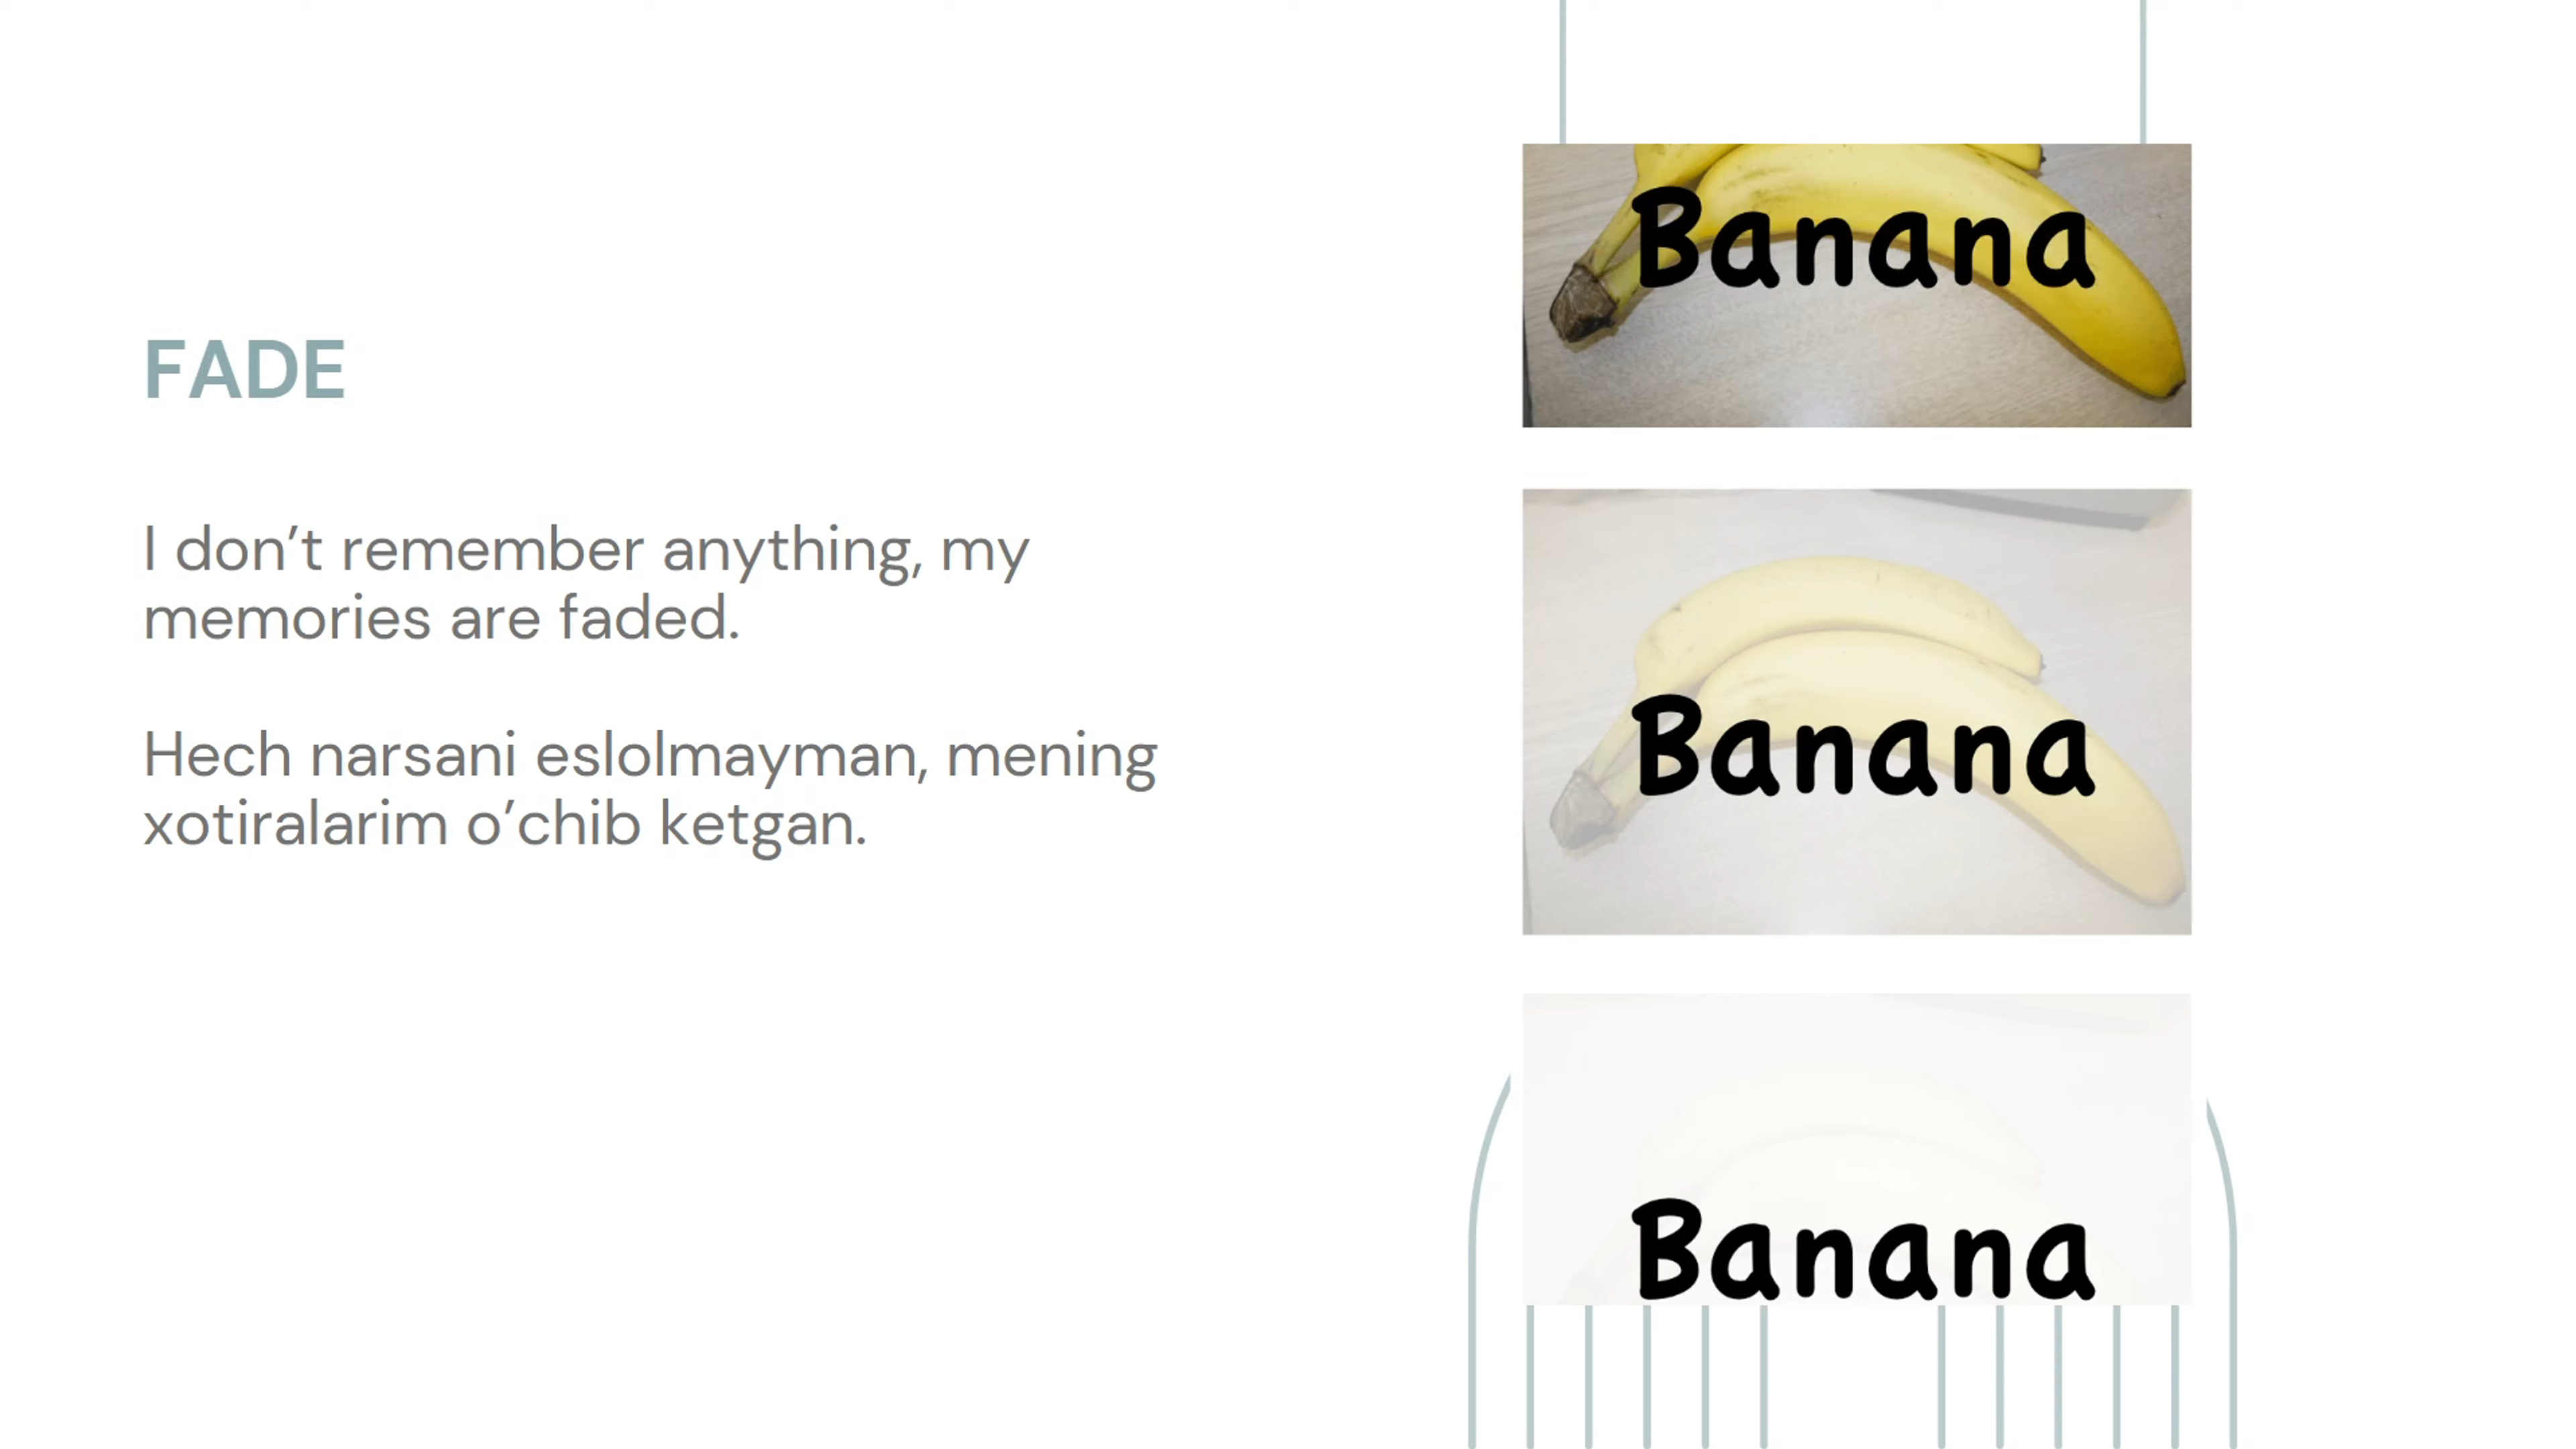 FADE
I don’t remember anything, my
memories are faded.
Hech narsani eslolmayman, mening
xotiralarim o’chib ketgan.
Banana
Banana
Banana